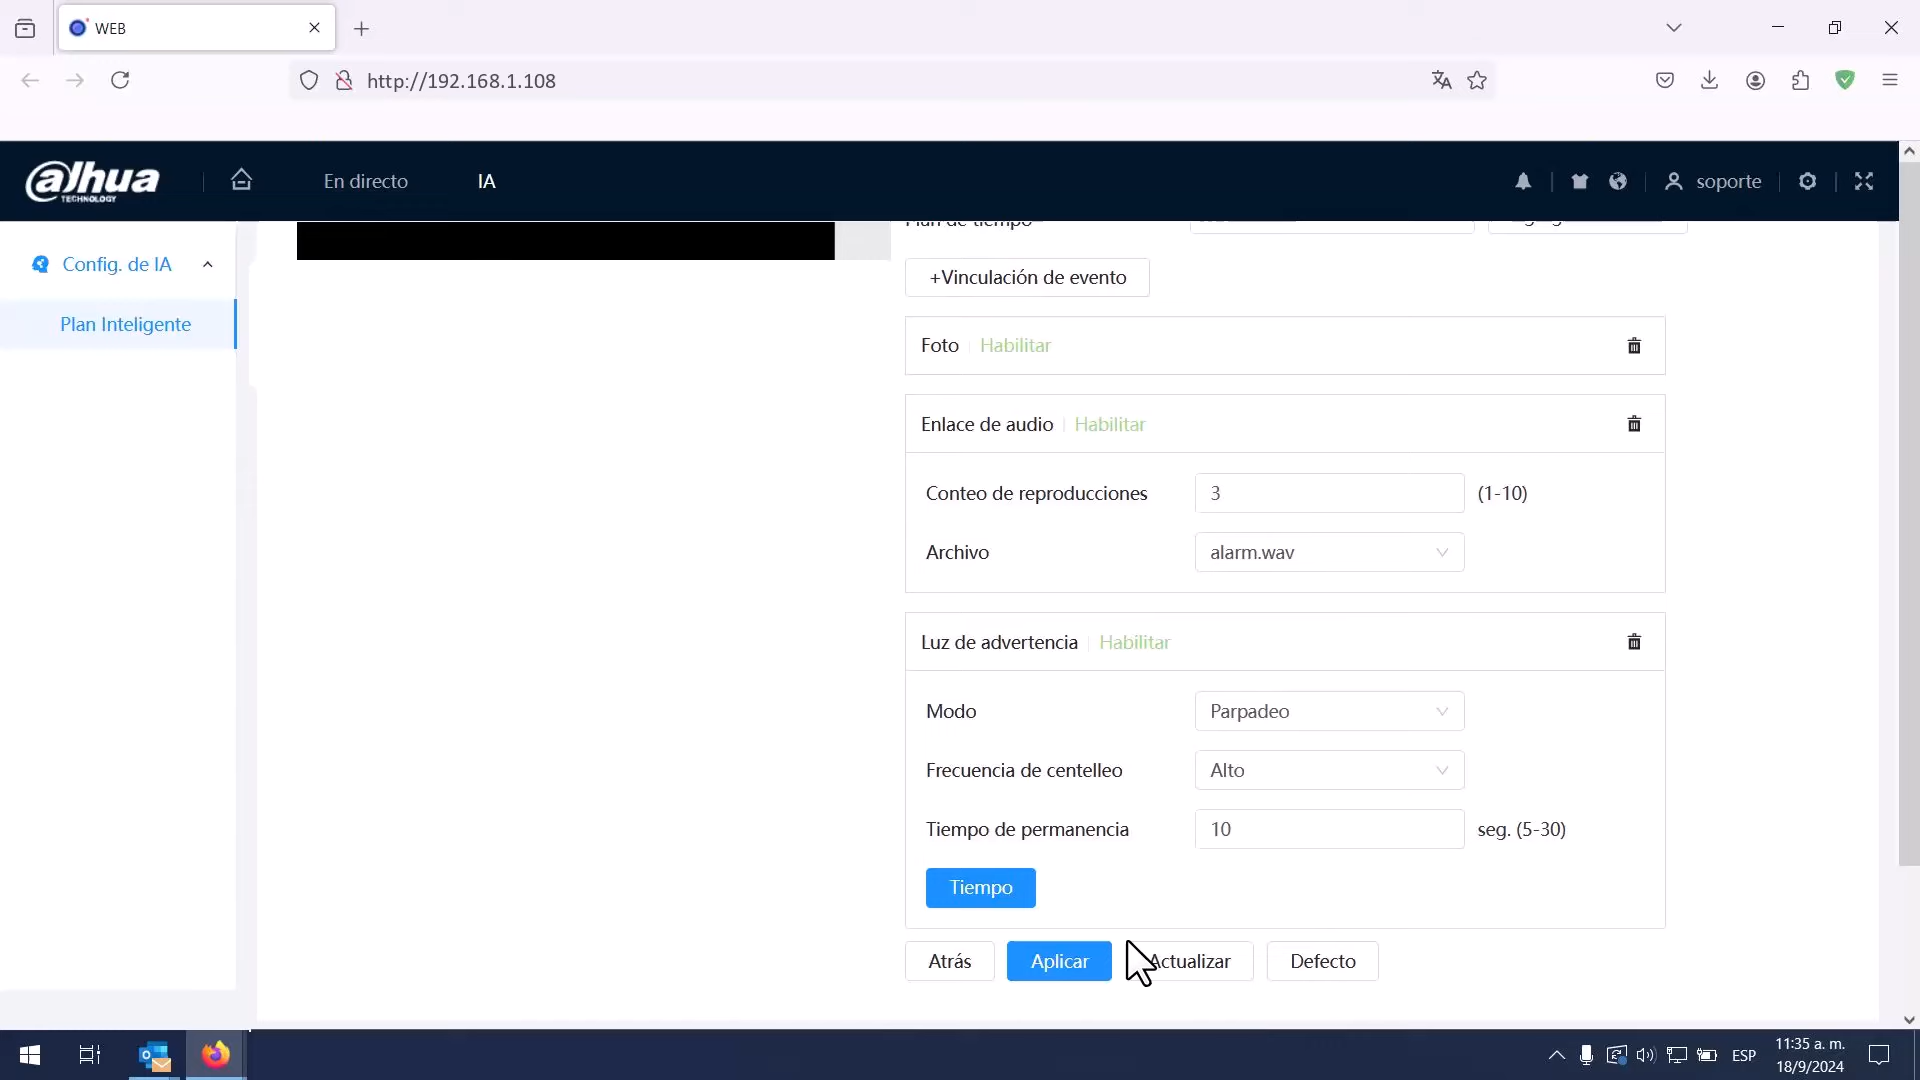 WEB
http://192.168.1.108
alhua
TECHNOLOGY
En directo
IA
soporte
Config. de IA
Plan Inteligente
Plan de tiempo
+Vinculación de evento
Foto Habilitar
Enlace de audio Habilitar
Conteo de reproducciones 3 (1-10)
Archivo alarm.wav
Luz de advertencia Habilitar
Modo Parpadeo
Frecuencia de centelleo Alto
Tiempo de permanencia 10 seg. (5-30)
Tiempo
Atrás Aplicar Actualizar Defecto
ESP
11:35 a. m.
18/9/2024